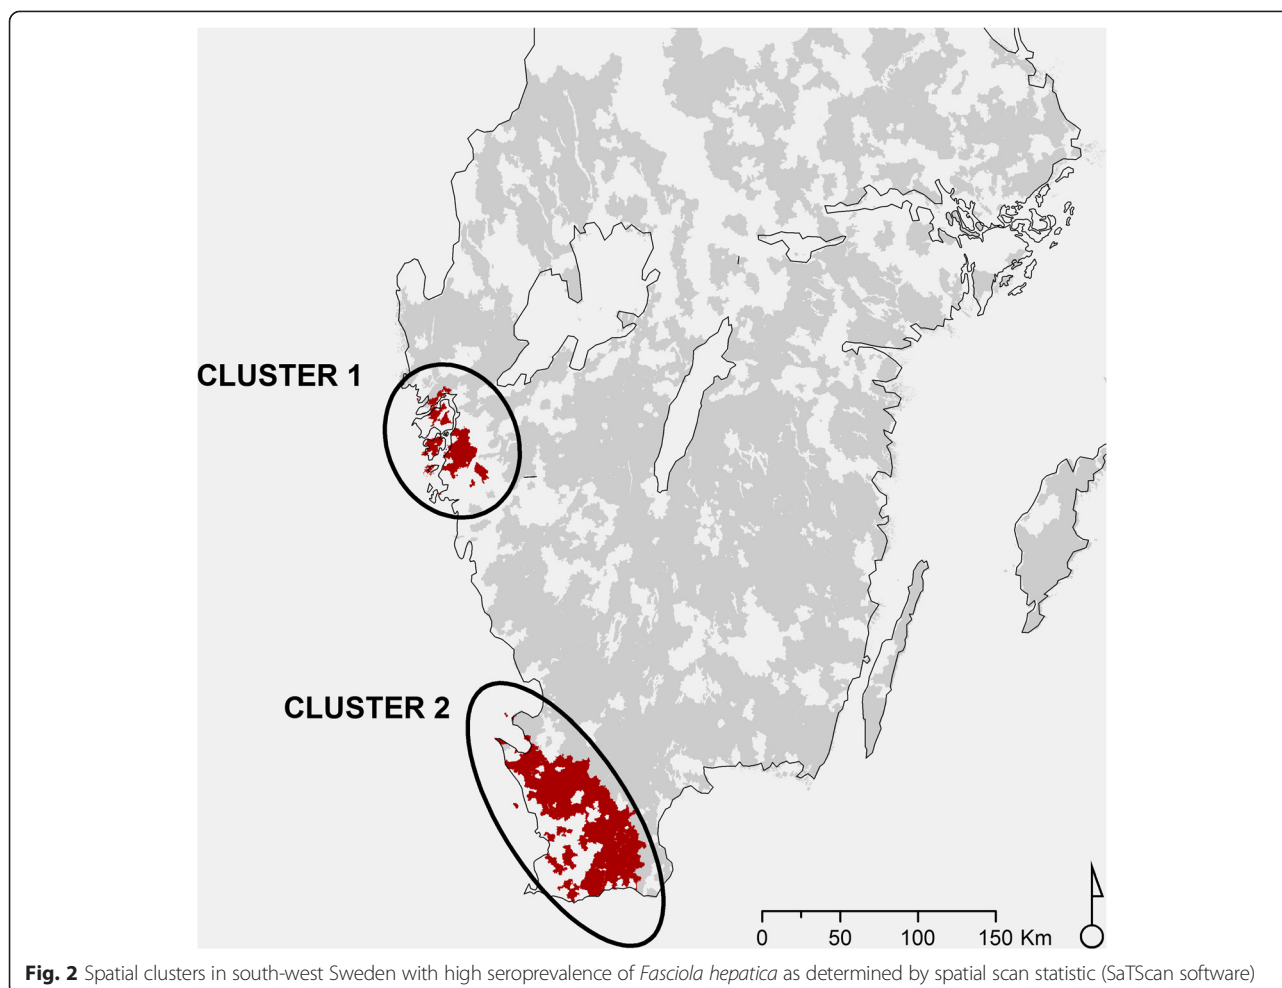 CLUSTER 1
CLUSTER 2
0 50 100 150 Km
Fig. 2 Spatial clusters in south-west Sweden with high seroprevalence of Fasciola hepatica as determined by spatial scan statistic (SaTScan software)